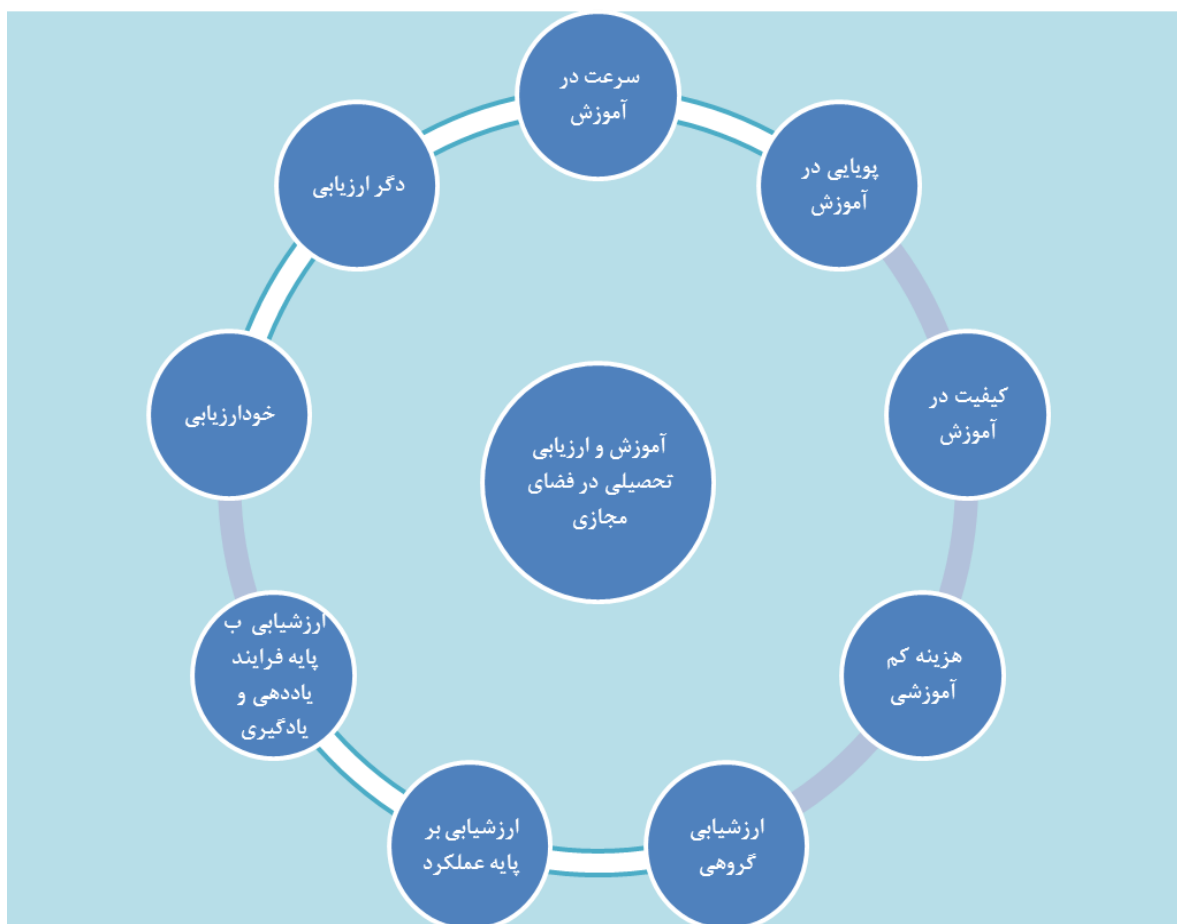 سرعت در
آموزش
پویایی در
آموزش
کیفیت در
آموزش
هزینه کم
آموزشی
ارزشیابی
گروهی
ارزشیابی بر
پایه عملکرد
ارزشیابی ب
پایه فرایند
یاددهی و
یادگیری
خودارزیابی
دگر ارزیابی
آموزش و ارزیابی
تحصیلی در فضای
مجازی